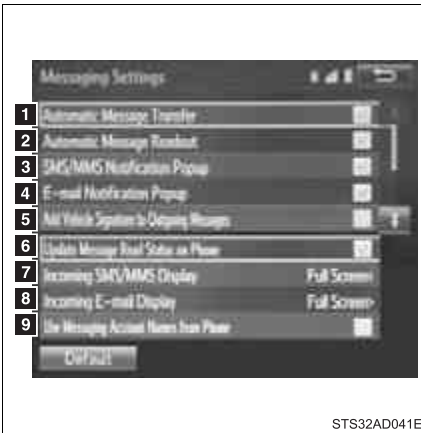 Messaging Settings
1 Automatic Message Transfer
2 Automatic Message Readout
3 SMS/MMS Notification Popup
4 E-mail Notification Popup
5 Add Vehicle Signature to Outgoing Messages
6 Update Message Read Status on Phone
7 Incoming SMS/MMS Display Full Screen
8 Incoming E-mail Display Full Screen
9 Use Messaging Account Names from Phone
Default
STS32AD041E